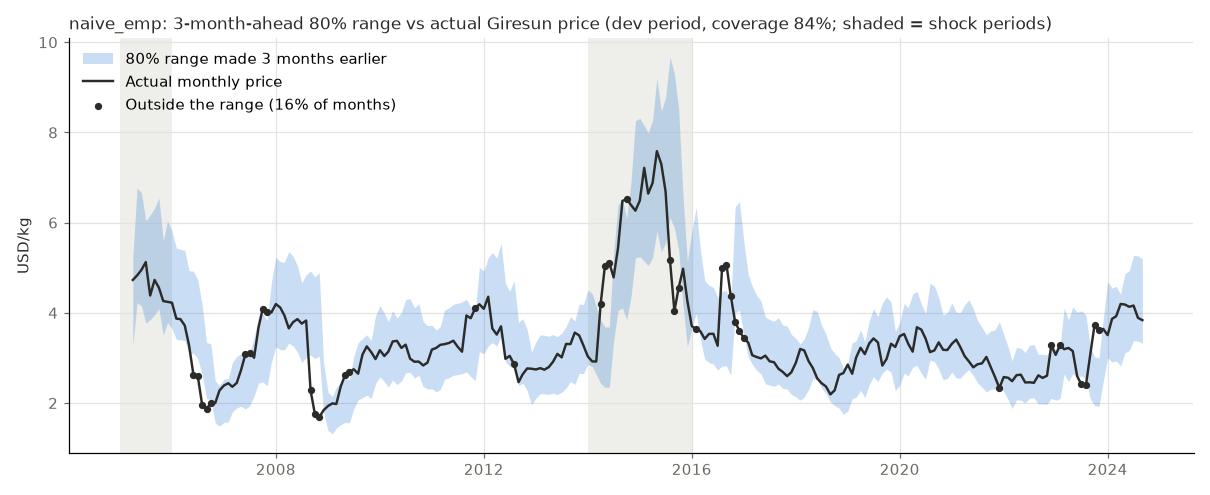 naive_emp: 3-month-ahead 80% range vs actual Giresun price (dev period, coverage 84%; shaded = shock periods)
10
80% range made 3 months earlier
Actual monthly price
Outside the range (16% of months)
8
6
4
2
USD/kg
2008
2012
2016
2020
2024